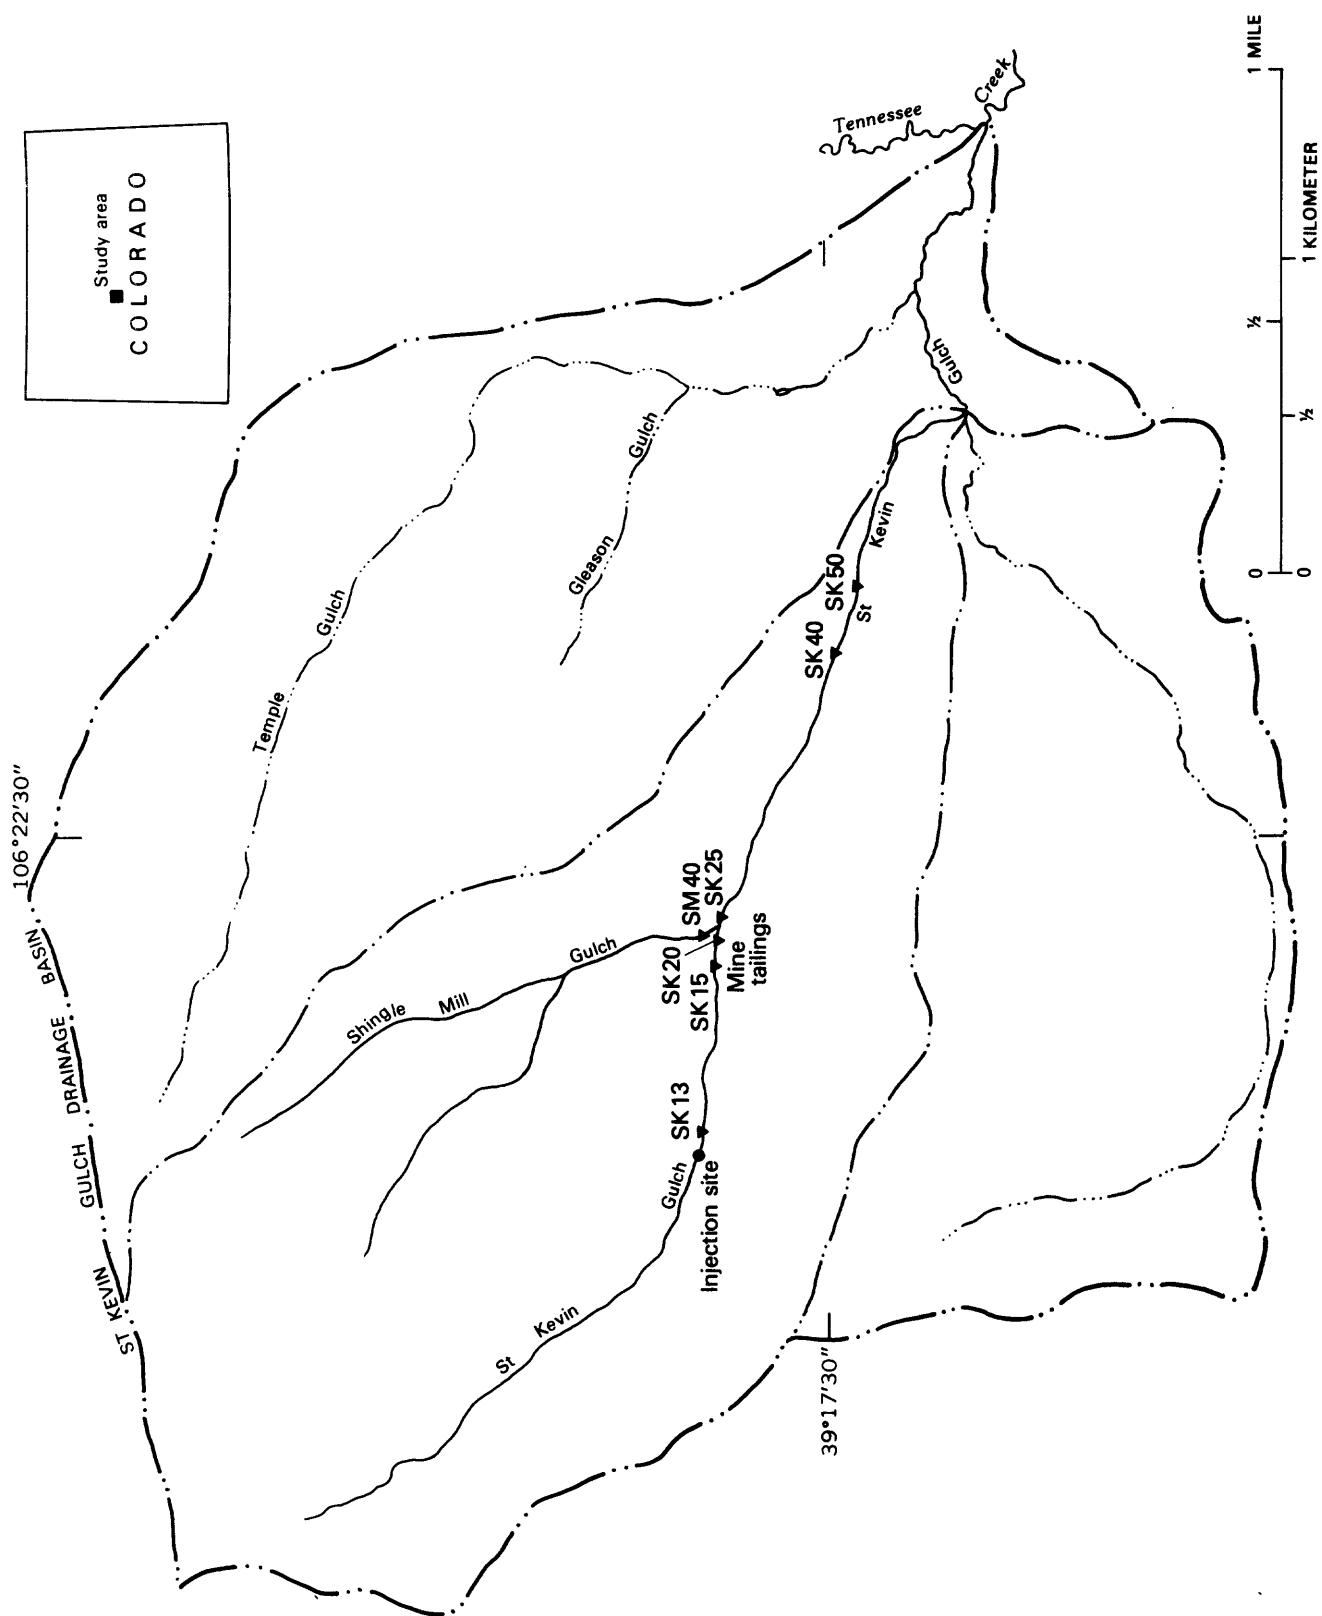 Study area
COLORADO
106°22'30"
ST KEVIN GULCH DRAINAGE BASIN
Temple Gulch
Gleason Gulch
Tennessee Creek
Shingle Mill Gulch
St Kevin Gulch
Injection site
SK13
SK15
SK20
SM40
SK25
Mine
tailings
SK40
SK50
St Kevin Gulch
39°17'30"
0 ½ 1 MILE
0 ½ 1 KILOMETER